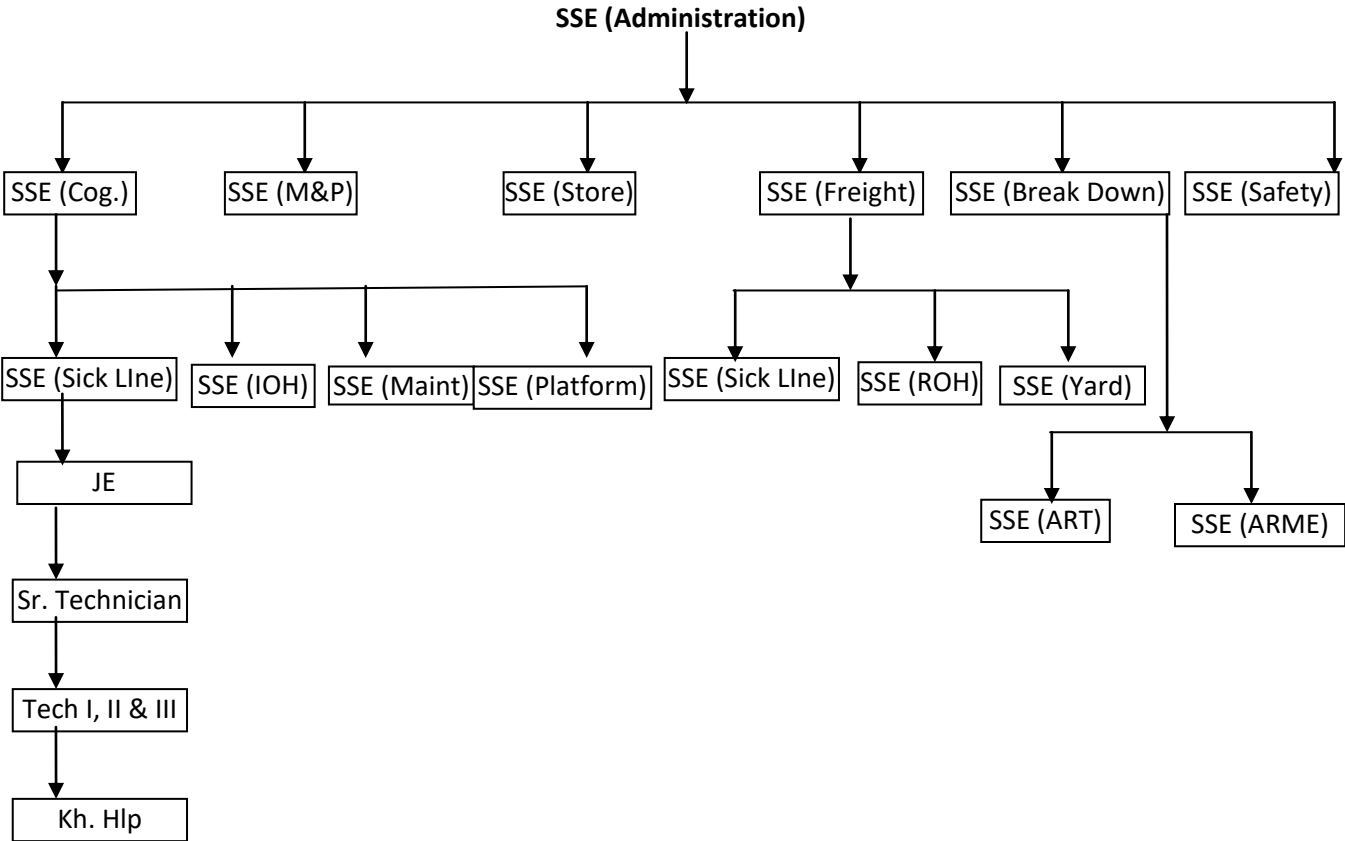 SSE (Administration)
SSE (Cog.)
SSE (M&P)
SSE (Store)
SSE (Freight)
SSE (Break Down)
SSE (Safety)
SSE (Sick LIne)
SSE (IOH)
SSE (Maint)
SSE (Platform)
SSE (Sick LIne)
SSE (ROH)
SSE (Yard)
JE
SSE (ART)
SSE (ARME)
Sr. Technician
Tech I, II & III
Kh. Hlp